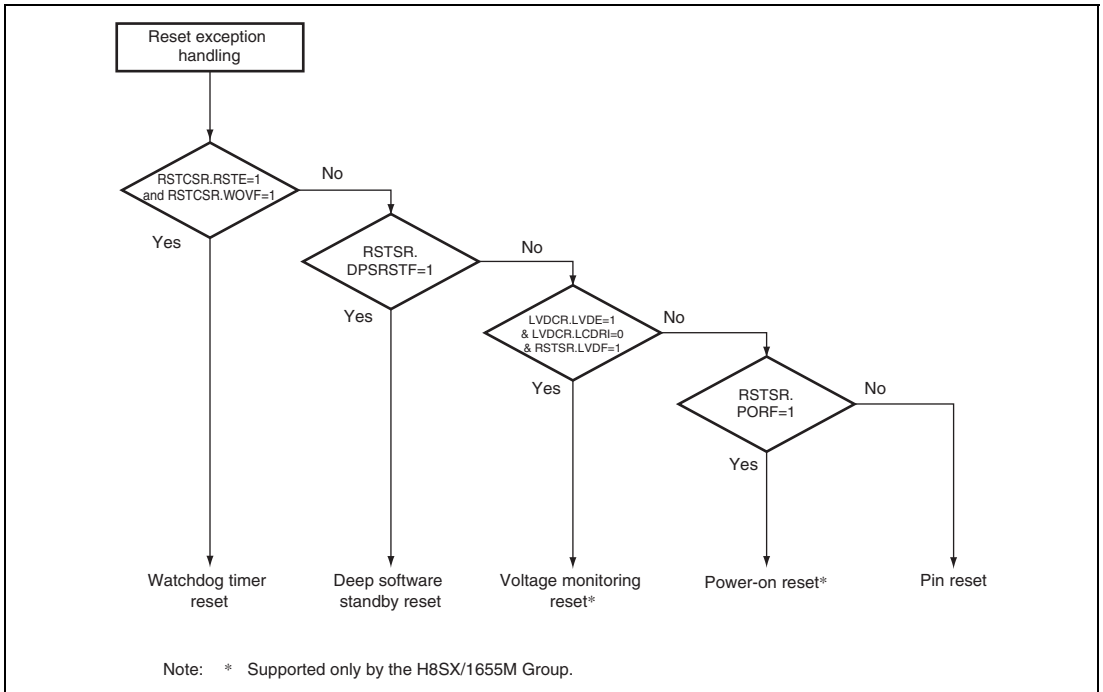 Reset exception
handling
RSTCSR.RSTE=1
and RSTCSR.WOVF=1
No
Yes
RSTSR.
DPSRSTF=1
No
Yes
LVDCR.LVDE=1
& LVDCR.LCDRI=0
& RSTSR.LVDF=1
No
Yes
RSTSR.
PORF=1
No
Yes
Watchdog timer
reset
Deep software
standby reset
Voltage monitoring
reset*
Power-on reset*
Pin reset
Note: * Supported only by the H8SX/1655M Group.